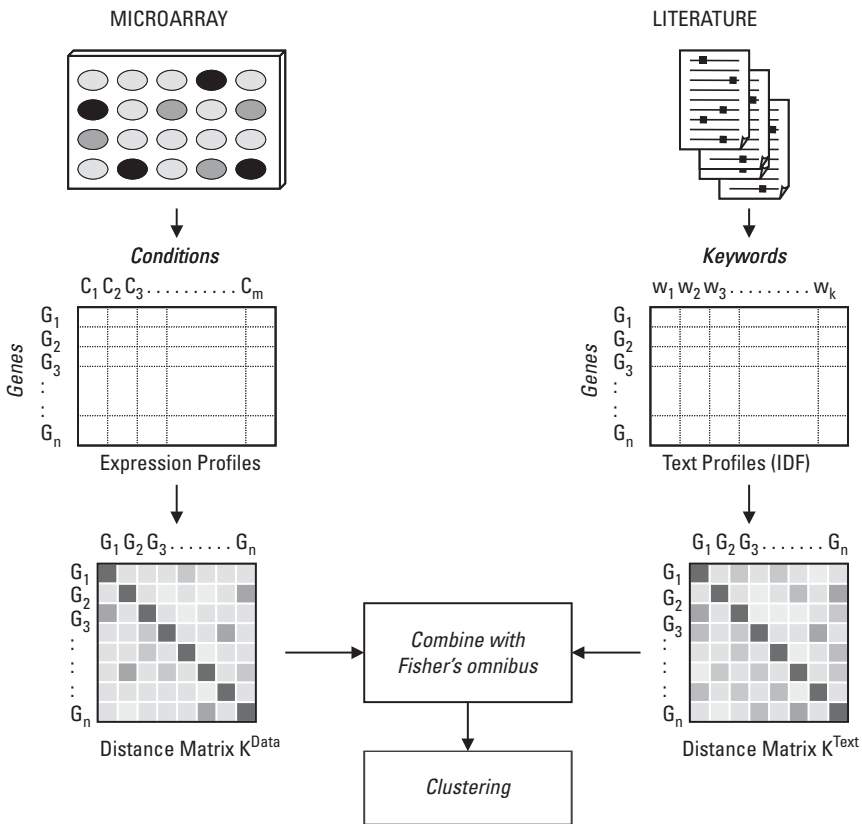 MICROARRAY
LITERATURE
Conditions
C1 C2 C3 . . . . . . . . . . Cm
Genes
G1
G2
G3
:
:
Gn
Expression Profiles
Keywords
w1 w2 w3 . . . . . . . . . wk
Genes
G1
G2
G3
:
:
Gn
Text Profiles (IDF)
G1 G2 G3 . . . . . . . Gn
G1
G2
G3
:
:
:
Gn
Distance Matrix K^Data
Combine with
Fisher's omnibus
Clustering
G1 G2 G3 . . . . . . . Gn
G1
G2
G3
:
:
:
Gn
Distance Matrix K^Text